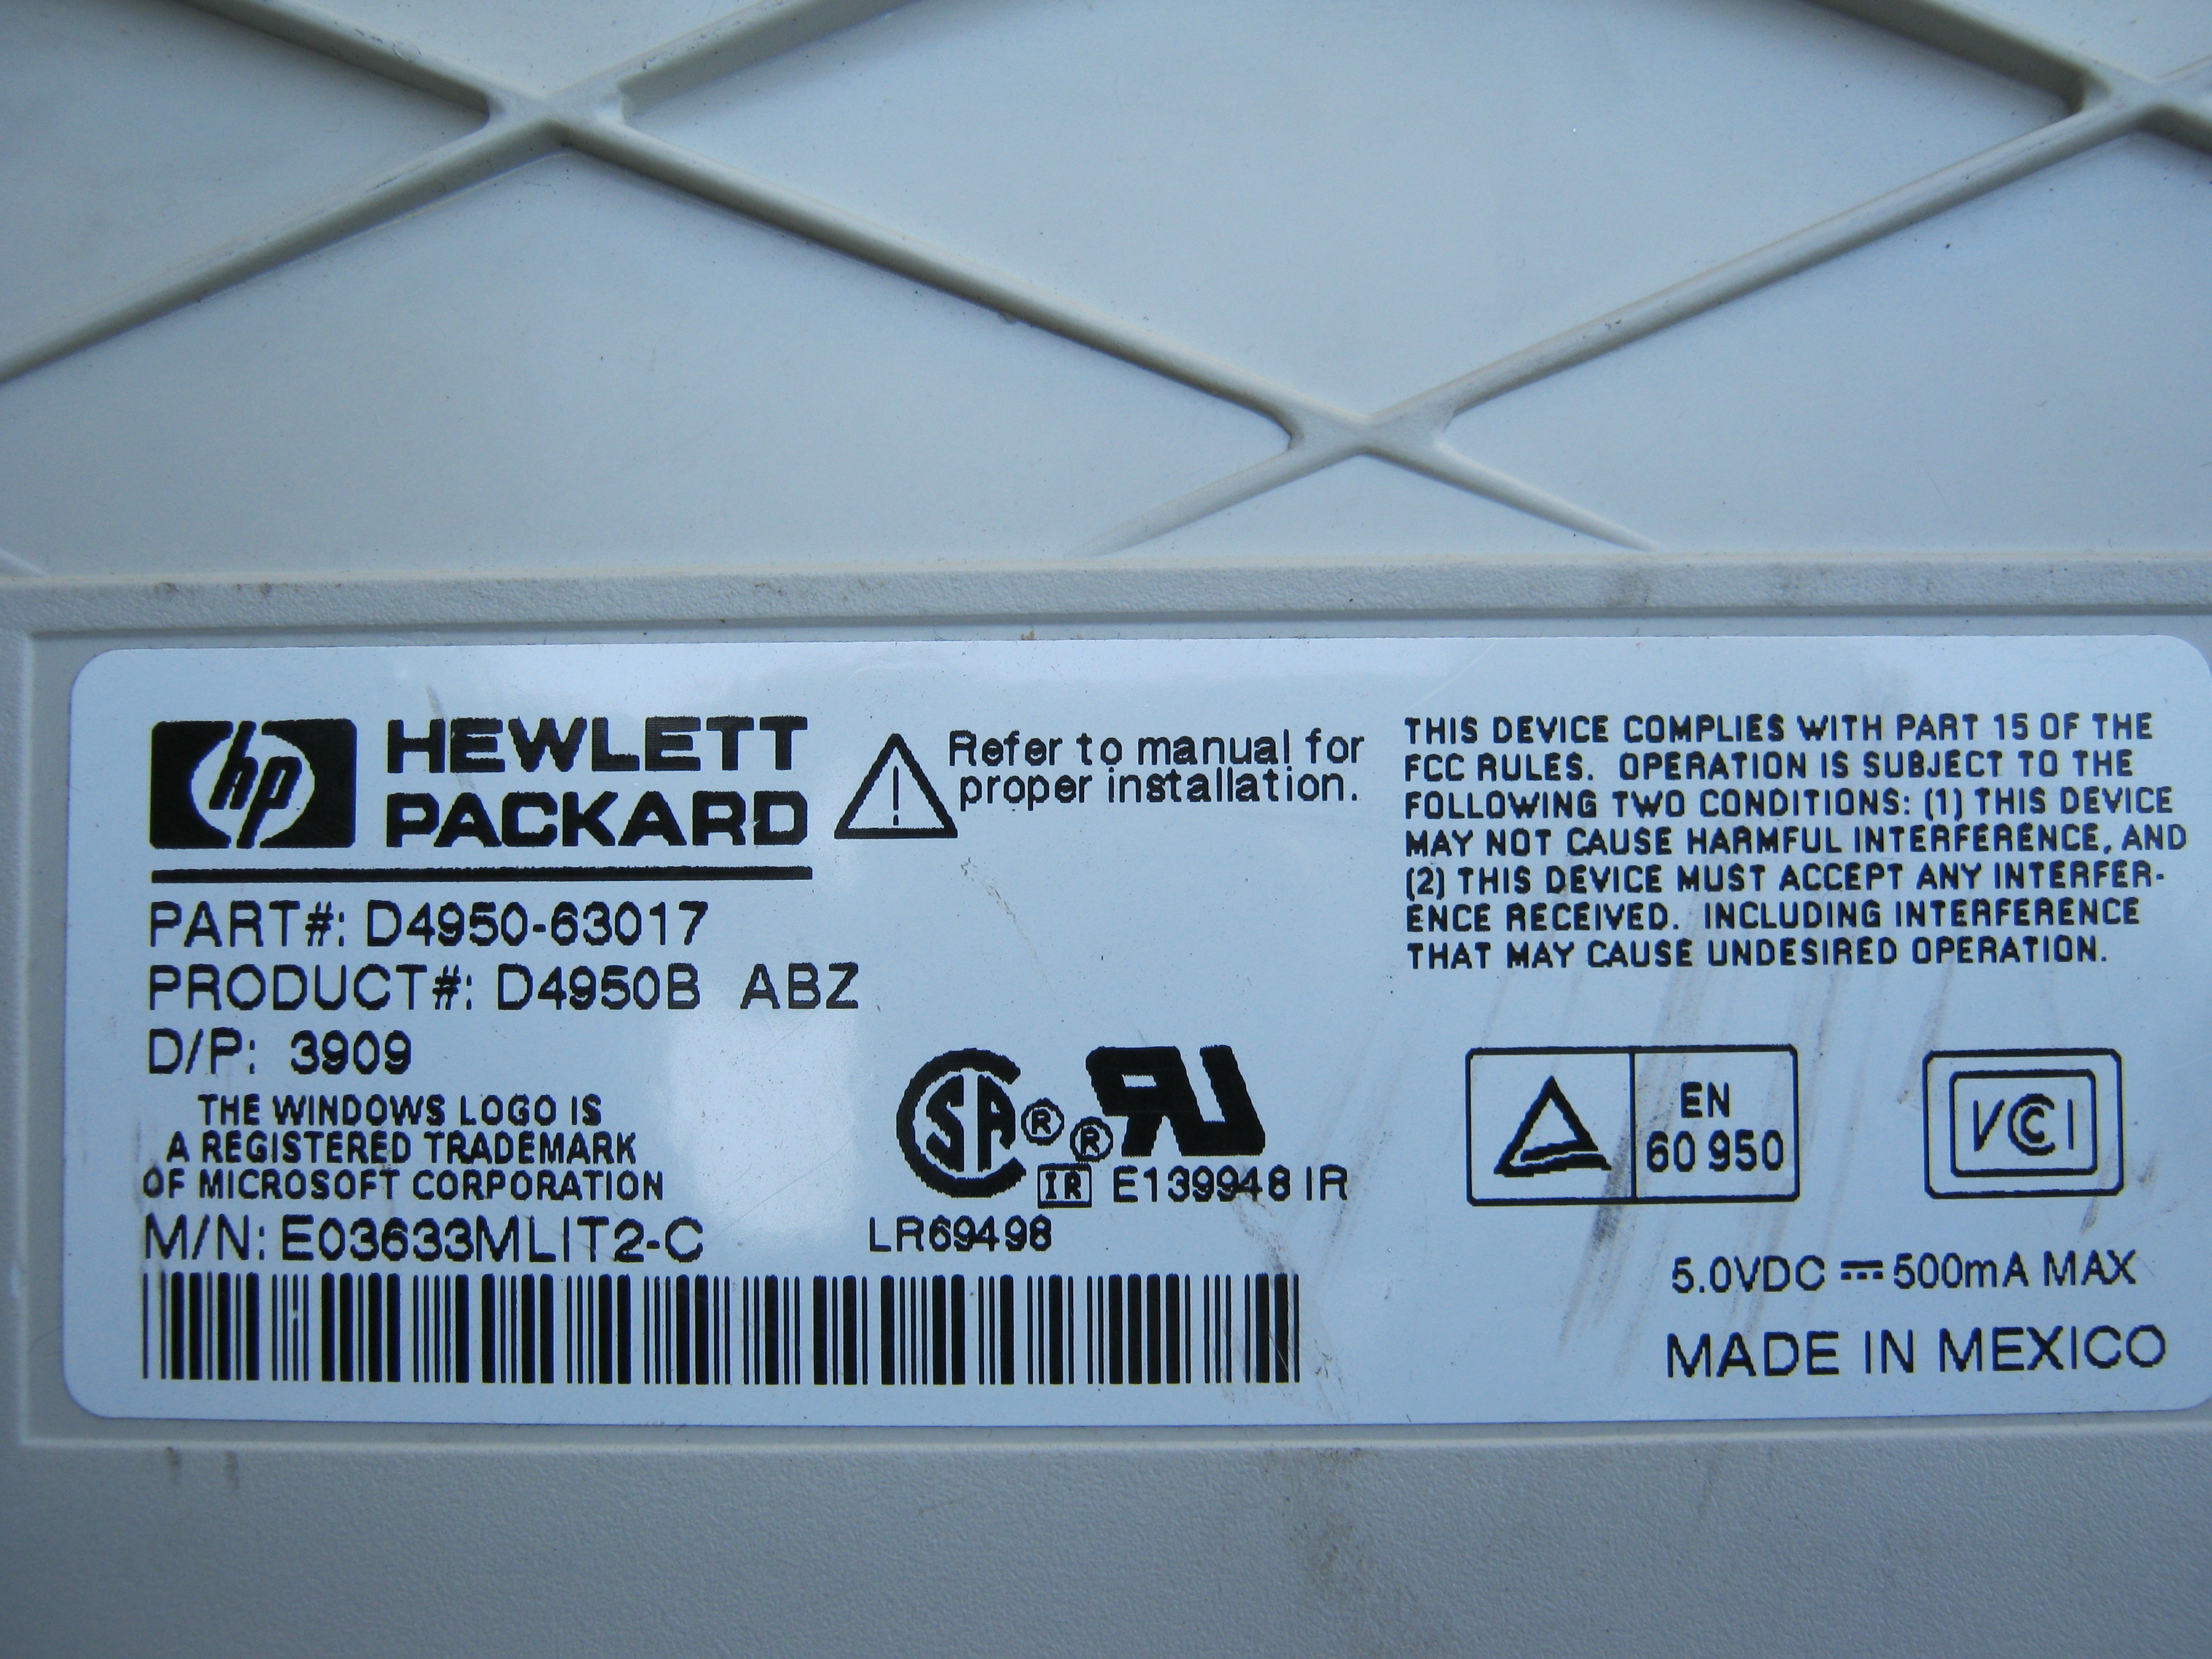 hp HEWLETT
PACKARD
Refer to manual for
proper installation.
PART#: D4950-63017
PRODUCT#: D4950B ABZ
D/P: 3909
THE WINDOWS LOGO IS
A REGISTERED TRADEMARK
OF MICROSOFT CORPORATION
M/N: E03633MLIT2-C
SA ® ® RU
IR E139948 IR
LR69498
THIS DEVICE COMPLIES WITH PART 15 OF THE
FCC RULES. OPERATION IS SUBJECT TO THE
FOLLOWING TWO CONDITIONS: (1) THIS DEVICE
MAY NOT CAUSE HARMFUL INTERFERENCE, AND
(2) THIS DEVICE MUST ACCEPT ANY INTERFER-
ENCE RECEIVED. INCLUDING INTERFERENCE
THAT MAY CAUSE UNDESIRED OPERATION.
EN
60 950
VCCI
5.0VDC ⎓ 500mA MAX
MADE IN MEXICO